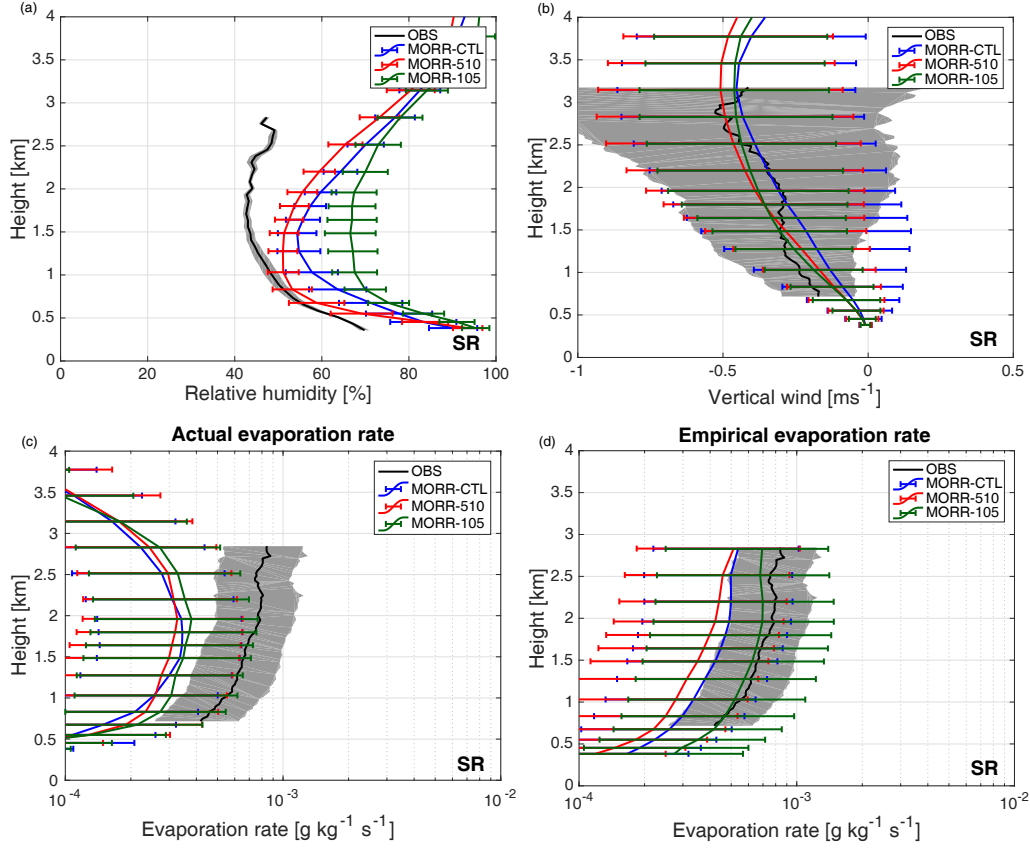 (a)
4
3.5
3
2.5
2
1.5
1
0.5
0
Height [km]
0
20
40
60
80
100
Relative humidity [%]
OBS
MORR-CTL
MORR-510
MORR-105
SR
(b)
4
3.5
3
2.5
2
1.5
1
0.5
0
Height [km]
-1
-0.5
0
0.5
Vertical wind [ms-1]
OBS
MORR-CTL
MORR-510
MORR-105
SR
(c)
Actual evaporation rate
4
3.5
3
2.5
2
1.5
1
0.5
0
Height [km]
10-4
10-3
10-2
Evaporation rate [g kg-1 s-1]
OBS
MORR-CTL
MORR-510
MORR-105
SR
(d)
Empirical evaporation rate
4
3.5
3
2.5
2
1.5
1
0.5
0
Height [km]
10-4
10-3
10-2
Evaporation rate [g kg-1 s-1]
OBS
MORR-CTL
MORR-510
MORR-105
SR